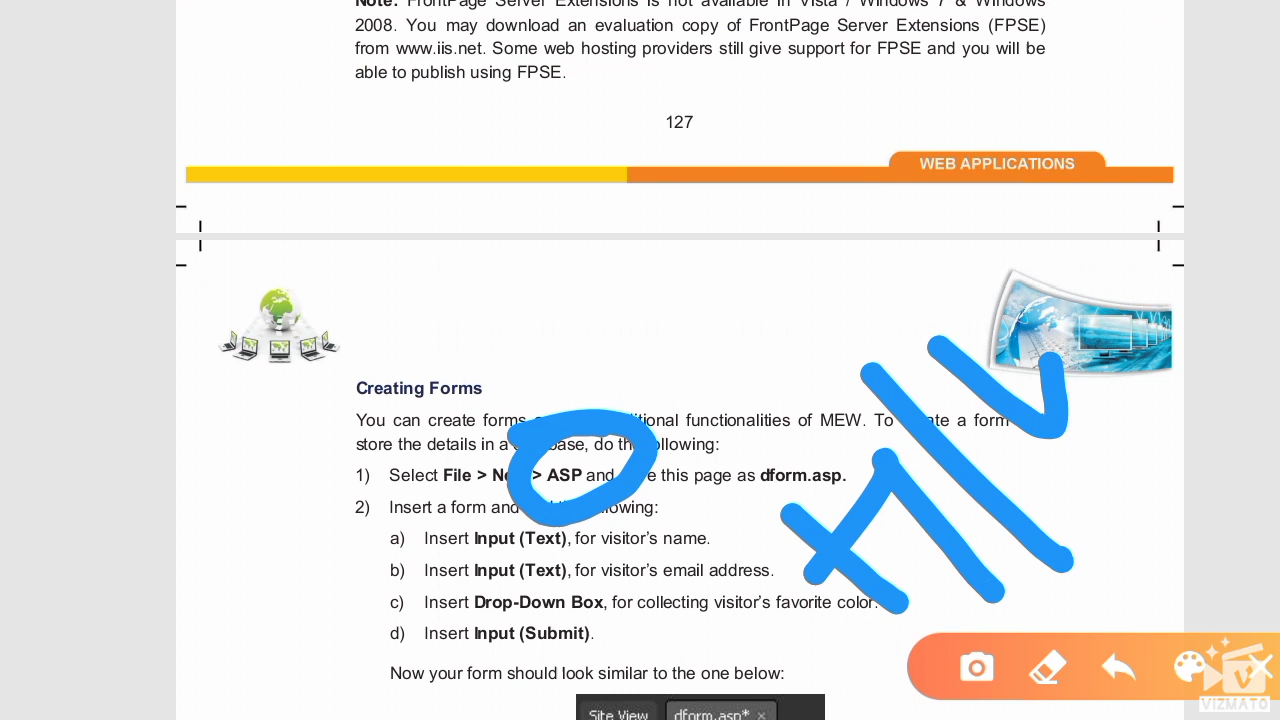 Note: FrontPage Server Extensions is not available in Vista / Windows 7 & Windows
2008. You may download an evaluation copy of FrontPage Server Extensions (FPSE)
from www.iis.net. Some web hosting providers still give support for FPSE and you will be
able to publish using FPSE.
127
WEB APPLICATIONS
Creating Forms
You can create forms functionalities of MEW. To a form
store the details in a do
1) Select File > > ASP this page as dform.asp.
2) Insert a form and
a) Insert Input (Text), for visitor's name.
b) Insert Input (Text), for visitor's email address.
c) Insert Drop-Down Box, for collecting visitor's favorite color.
d) Insert Input (Submit).
Now your form should look similar to the one below:
Site View dform.asp* ×
VIZMATO